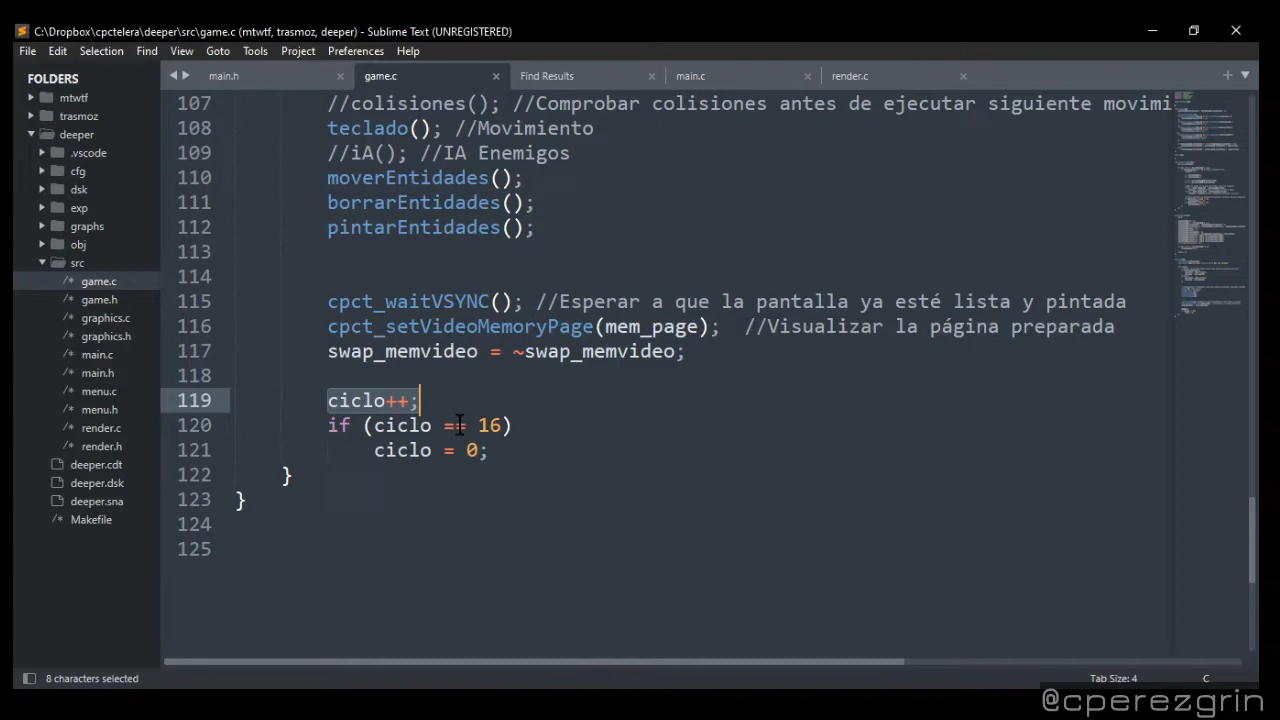 C:\Dropbox\cpctelera\deeper\src\game.c (mtwtf, trasmoz, deeper) - Sublime Text (UNREGISTERED)
File Edit Selection Find View Goto Tools Project Preferences Help
FOLDERS
mtwtf
trasmoz
deeper
.vscode
cfg
dsk
exp
graphs
obj
src
/* game.c
/* game.h
/* graphics.c
/* graphics.h
/* main.c
/* main.h
/* menu.c
/* menu.h
/* render.c
/* render.h
deeper.cdt
deeper.dsk
deeper.sna
/* Makefile
main.h game.c Find Results main.c render.c
107 //colisiones(); //Comprobar colisiones antes de ejecutar siguiente movimi
108 teclado(); //Movimiento
109 //iA(); //IA Enemigos
110 moverEntidades();
111 borrarEntidades();
112 pintarEntidades();
113
114
115 cpct_waitVSYNC(); //Esperar a que la pantalla ya esté lista y pintada
116 cpct_setVideoMemoryPage(mem_page); //Visualizar la página preparada
117 swap_memvideo = ~swap_memvideo;
118
119 ciclo++;
120 if (ciclo == 16)
121 ciclo = 0;
122 }
123 }
124
125
8 characters selected Tab Size: 4 C
@cperezgrin